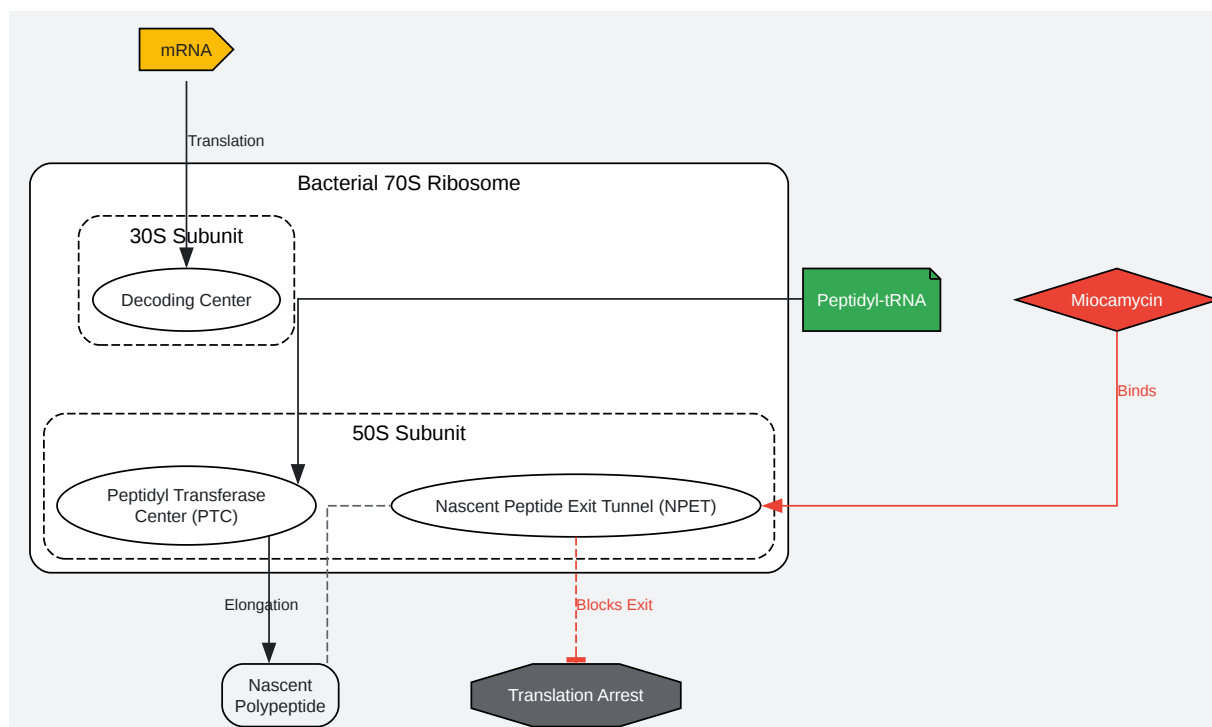 mRNA
Translation
Bacterial 70S Ribosome
30S Subunit
Decoding Center
Peptidyl-tRNA
Miocamycin
Binds
50S Subunit
Peptidyl Transferase
Center (PTC)
Nascent Peptide Exit Tunnel (NPET)
Elongation
Blocks Exit
Nascent
Polypeptide
Translation Arrest